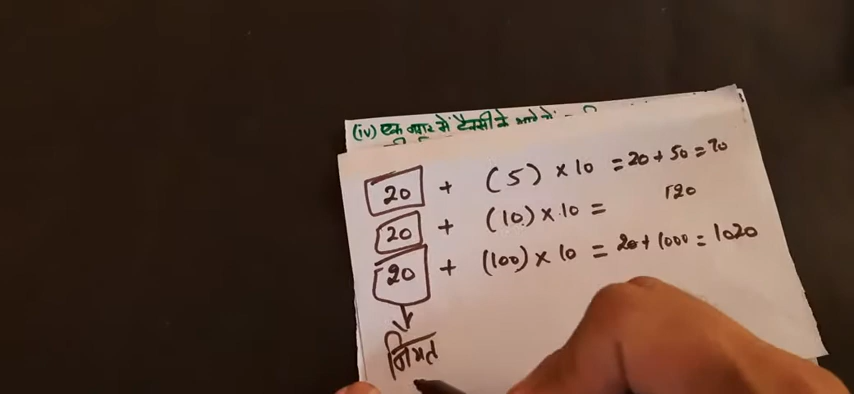 (iv) एक नगर में टैक्सी के
20 + (5) × 10 = 20 + 50 = 70
20 + (10) × 10 = 120
20 + (100) × 10 = 20 + 1000 = 1020
नियत